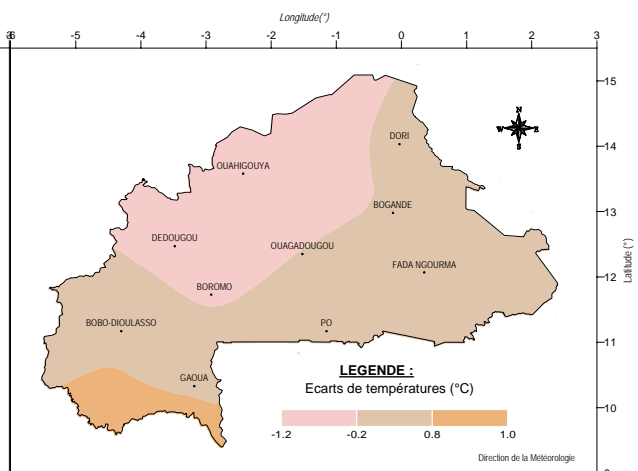 Longitude(°)
-6 -5 -4 -3 -2 -1 0 1 2 3
15
N
W E
S
DORI
14
OUAHIGOUYA
BOGANDE
13
DEDOUGOU
OUAGADOUGOU
FADA NGOURMA
Latitude (°)
12
BOROMO
BOBO-DIOULASSO
PO
11
LEGENDE :
GAOUA
Ecarts de températures (°C)
10
-1.2 -0.2 0.8 1.0
Direction de la Météorologie